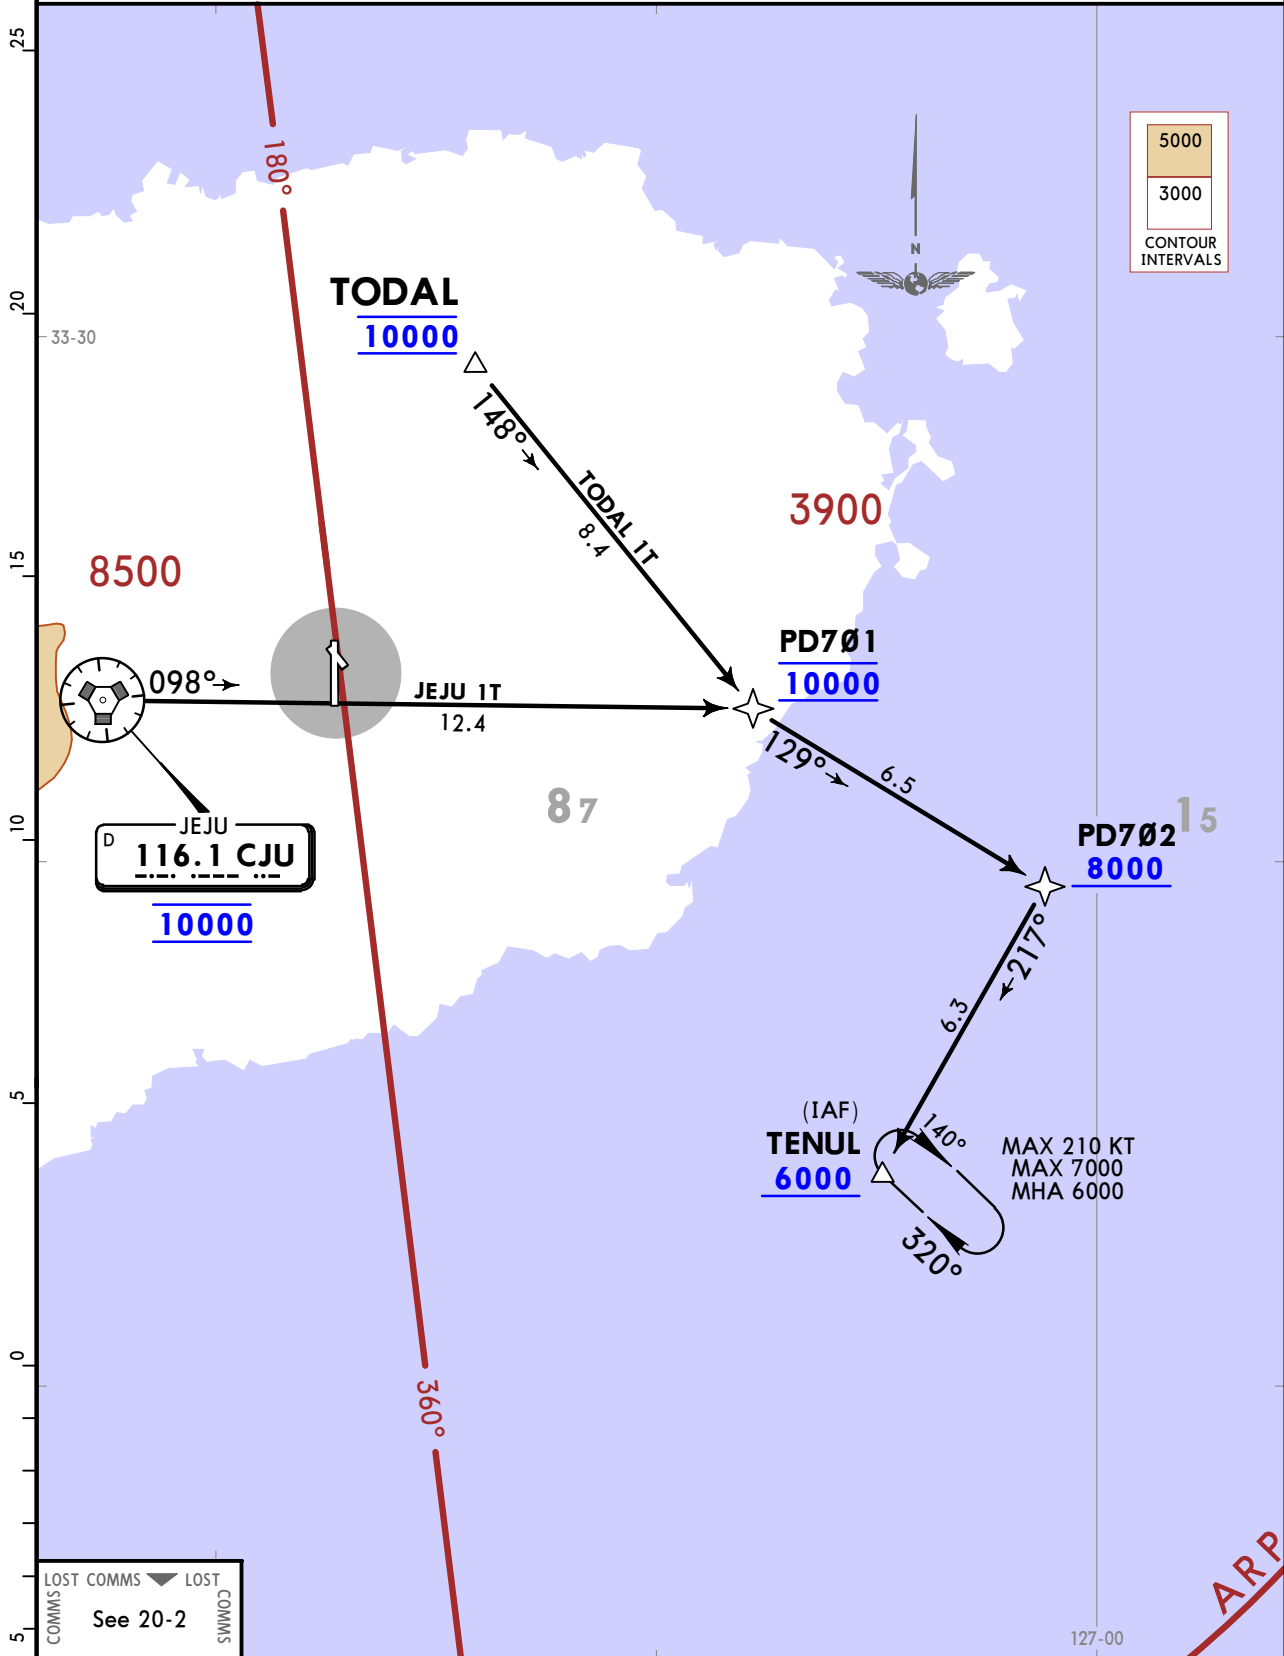 25
180°
5000
3000
CONTOUR
INTERVALS
N
TODAL
10000
20
33-30
148°
TODAL 1T
8.4
3900
15
8500
PD7Ø1
10000
098°
JEJU 1T
12.4
129°
6.5
87
15
JEJU
D
116.1 CJU
10000
10
PD7Ø2
8000
217°
6.3
5
(IAF)
TENUL
6000
140°
MAX 210 KT
MAX 7000
MHA 6000
320°
0
360°
ARP
LOST COMMS LOST
COMMS
COMMS
See 20-2
5
127-00